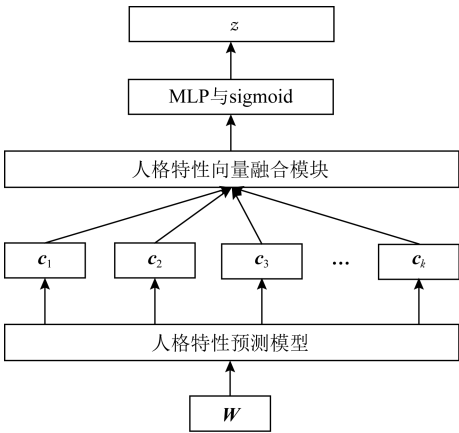 z
MLP与sigmoid
人格特性向量融合模块
c₁ c₂ c₃ ... cₖ
人格特性预测模型
W